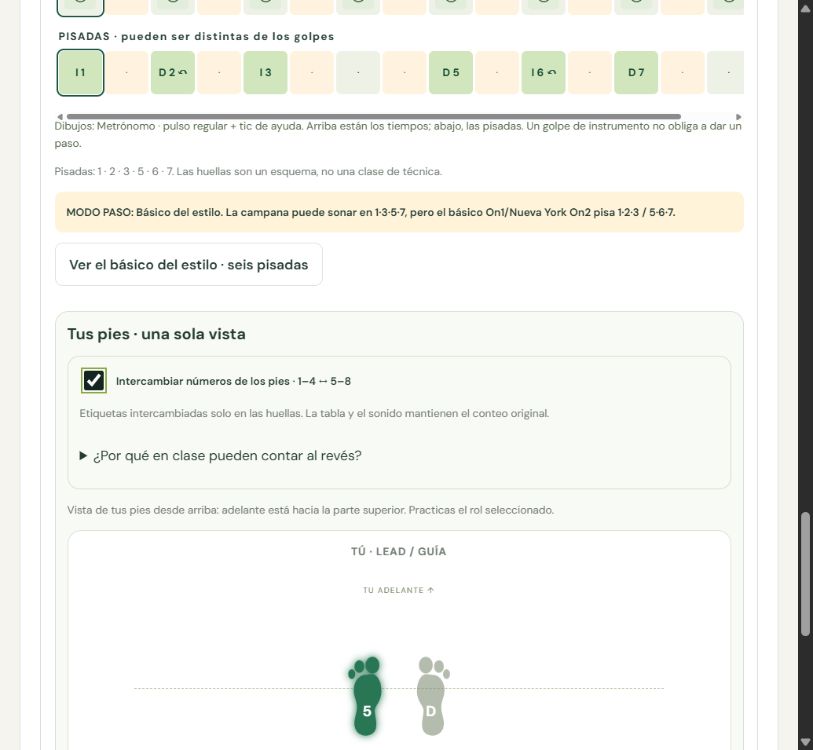 PISADAS · pueden ser distintas de los golpes
I 1 · D 2 ↶ · I 3 · · · D 5 · I 6 ↶ · D 7 · ·
Dibujos: Metrónomo · pulso regular + tic de ayuda. Arriba están los tiempos; abajo, las pisadas. Un golpe de instrumento no obliga a dar un
paso.
Pisadas: 1 · 2 · 3 · 5 · 6 · 7. Las huellas son un esquema, no una clase de técnica.
MODO PASO: Básico del estilo. La campana puede sonar en 1·3·5·7, pero el básico On1/Nueva York On2 pisa 1·2·3 / 5·6·7.
Ver el básico del estilo · seis pisadas
Tus pies · una sola vista
Intercambiar números de los pies · 1–4 ↔ 5–8
Etiquetas intercambiadas solo en las huellas. La tabla y el sonido mantienen el conteo original.
¿Por qué en clase pueden contar al revés?
Vista de tus pies desde arriba: adelante está hacia la parte superior. Practicas el rol seleccionado.
TÚ · LEAD / GUÍA
TU ADELANTE ↑
5 D